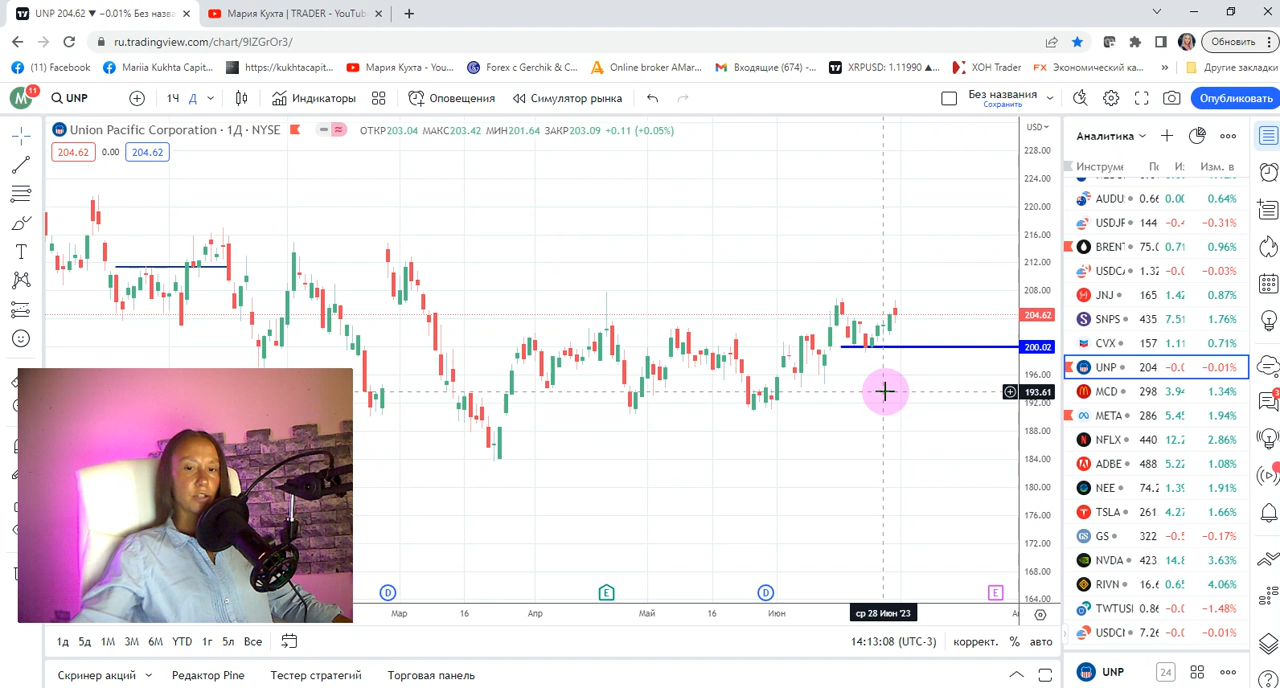 UNP 204.62 ▼ −0.01% Без назва
Мария Кухта | TRADER - YouTub
ru.tradingview.com/chart/9IZGrOr3/
Обновить
(11) Facebook
Mariia Kukhta Capit...
https://kukhtacapit...
Мария Кухта - You...
Forex c Gerchik & C...
Online broker AMar...
Входящие (674) -...
XRPUSD: 1.11990 ▲...
XOH Trader
Экономический ка...
»
Другие закладки
M 11
UNP
1Ч
Д
Индикаторы
Оповещения
Симулятор рынка
Без названия
Сохранить
Опубликовать
Union Pacific Corporation · 1Д · NYSE
ОТКР203.04 МАКС203.42 МИН201.64 ЗАКР203.09 +0.11 (+0.05%)
204.62
0.00
204.62
USD
228.00
224.00
220.00
216.00
212.00
208.00
204.62
200.02
196.00
193.61
192.00
188.00
184.00
180.00
176.00
172.00
168.00
164.00
D
E
D
E
Мар
16
Апр
Май
16
Июн
ср 28 Июн '23
1д
5д
1М
3М
6М
YTD
1г
5л
Все
14:13:08 (UTC-3)
коррект.
%
авто
Скринер акций
Редактор Pine
Тестер стратегий
Торговая панель
Аналитика
Инструме
Изм. в
AUDU 0.66 0.00 0.64%
USDJF 144 -0.31%
BREN 75.0 0.71 0.96%
USDC 1.32 -0.0 -0.03%
JNJ 165 1.42 0.87%
SNPS 435 7.51 1.76%
CVX 157 1.11 0.71%
UNP 204 -0.0 -0.01%
MCD 298 3.94 1.34%
META 286 5.45 1.94%
NFLX 440 12.2 2.86%
ADBE 488 5.22 1.08%
NEE 74.2 1.39 1.91%
TSLA 261 4.27 1.66%
GS 322 -0.5 -0.17%
NVDA 423 14.8 3.63%
RIVN 16.6 0.65 4.06%
TWTUSI 0.86 -0.0 -1.48%
USDCI 7.26 -0.0 -0.01%
UNP
24